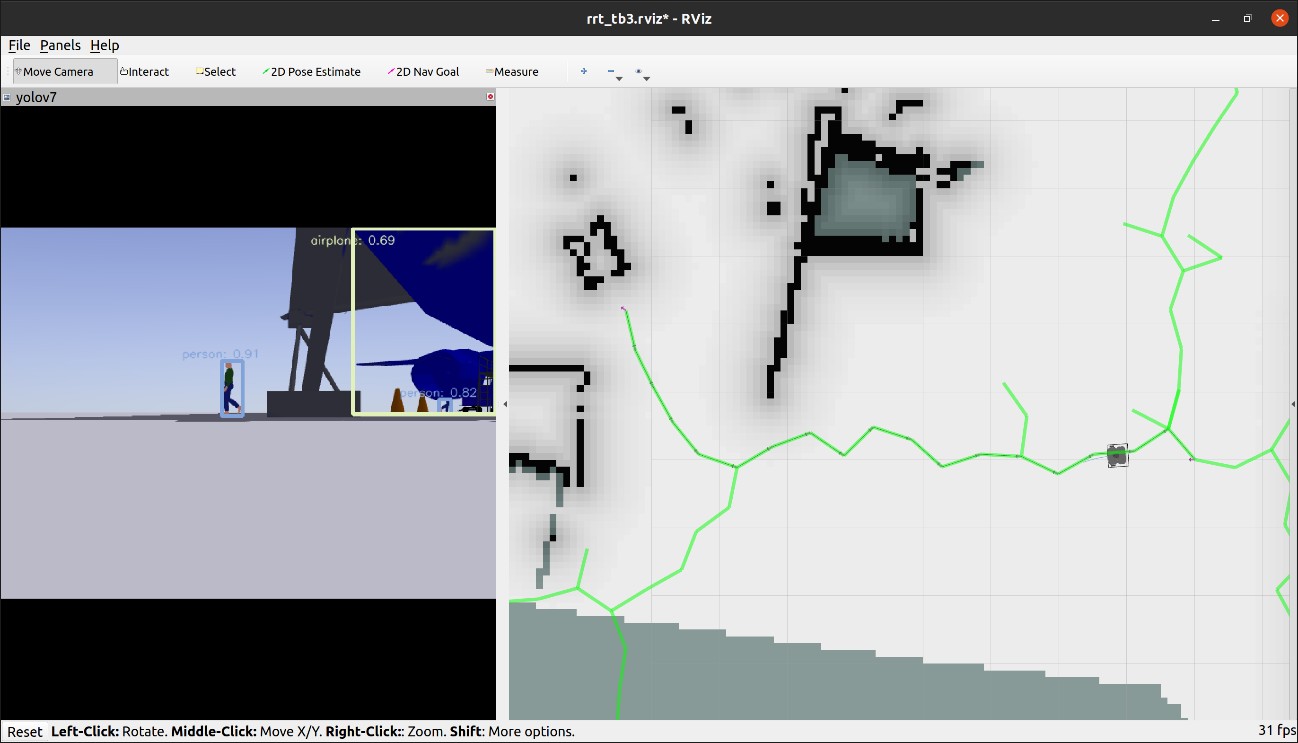 rrt_tb3.rviz* - RViz
File Panels Help
Move Camera Interact Select 2D Pose Estimate 2D Nav Goal Measure
yolov7
airplane: 0.69
person: 0.91
person: 0.82
Reset Left-Click: Rotate. Middle-Click: Move X/Y. Right-Click:: Zoom. Shift: More options. 31 fps